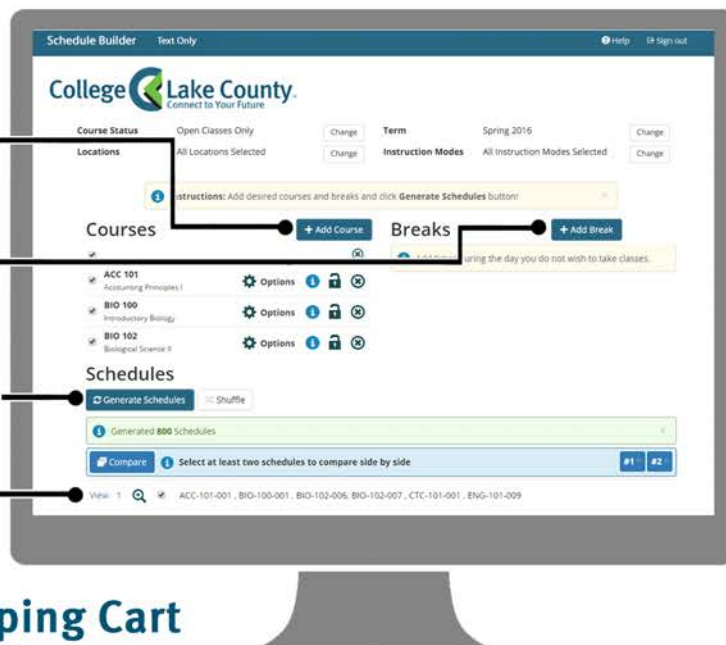 Schedule Builder Text Only Help Sign out
College Lake County
Connect to Your Future
Course Status Open Classes Only Change Term Spring 2016 Change
Locations All Locations Selected Change Instruction Modes All Instruction Modes Selected Change
Instructions: Add desired courses and breaks and click Generate Schedules button!
Courses + Add Course Breaks + Add Break
uring the day you do not wish to take classes.
ACC 101
Accounting Principles I Options
BIO 100
Introductory Biology Options
BIO 102
Biological Science II Options
Schedules
Generate Schedules Shuffle
Generated 800 Schedules
Compare Select at least two schedules to compare side by side #1 #2
View 1 ACC-101-001 , BIO-100-001 , BIO-102-006, BIO-102-007 , CTC-101-001 , ENG-101-009
ping Cart